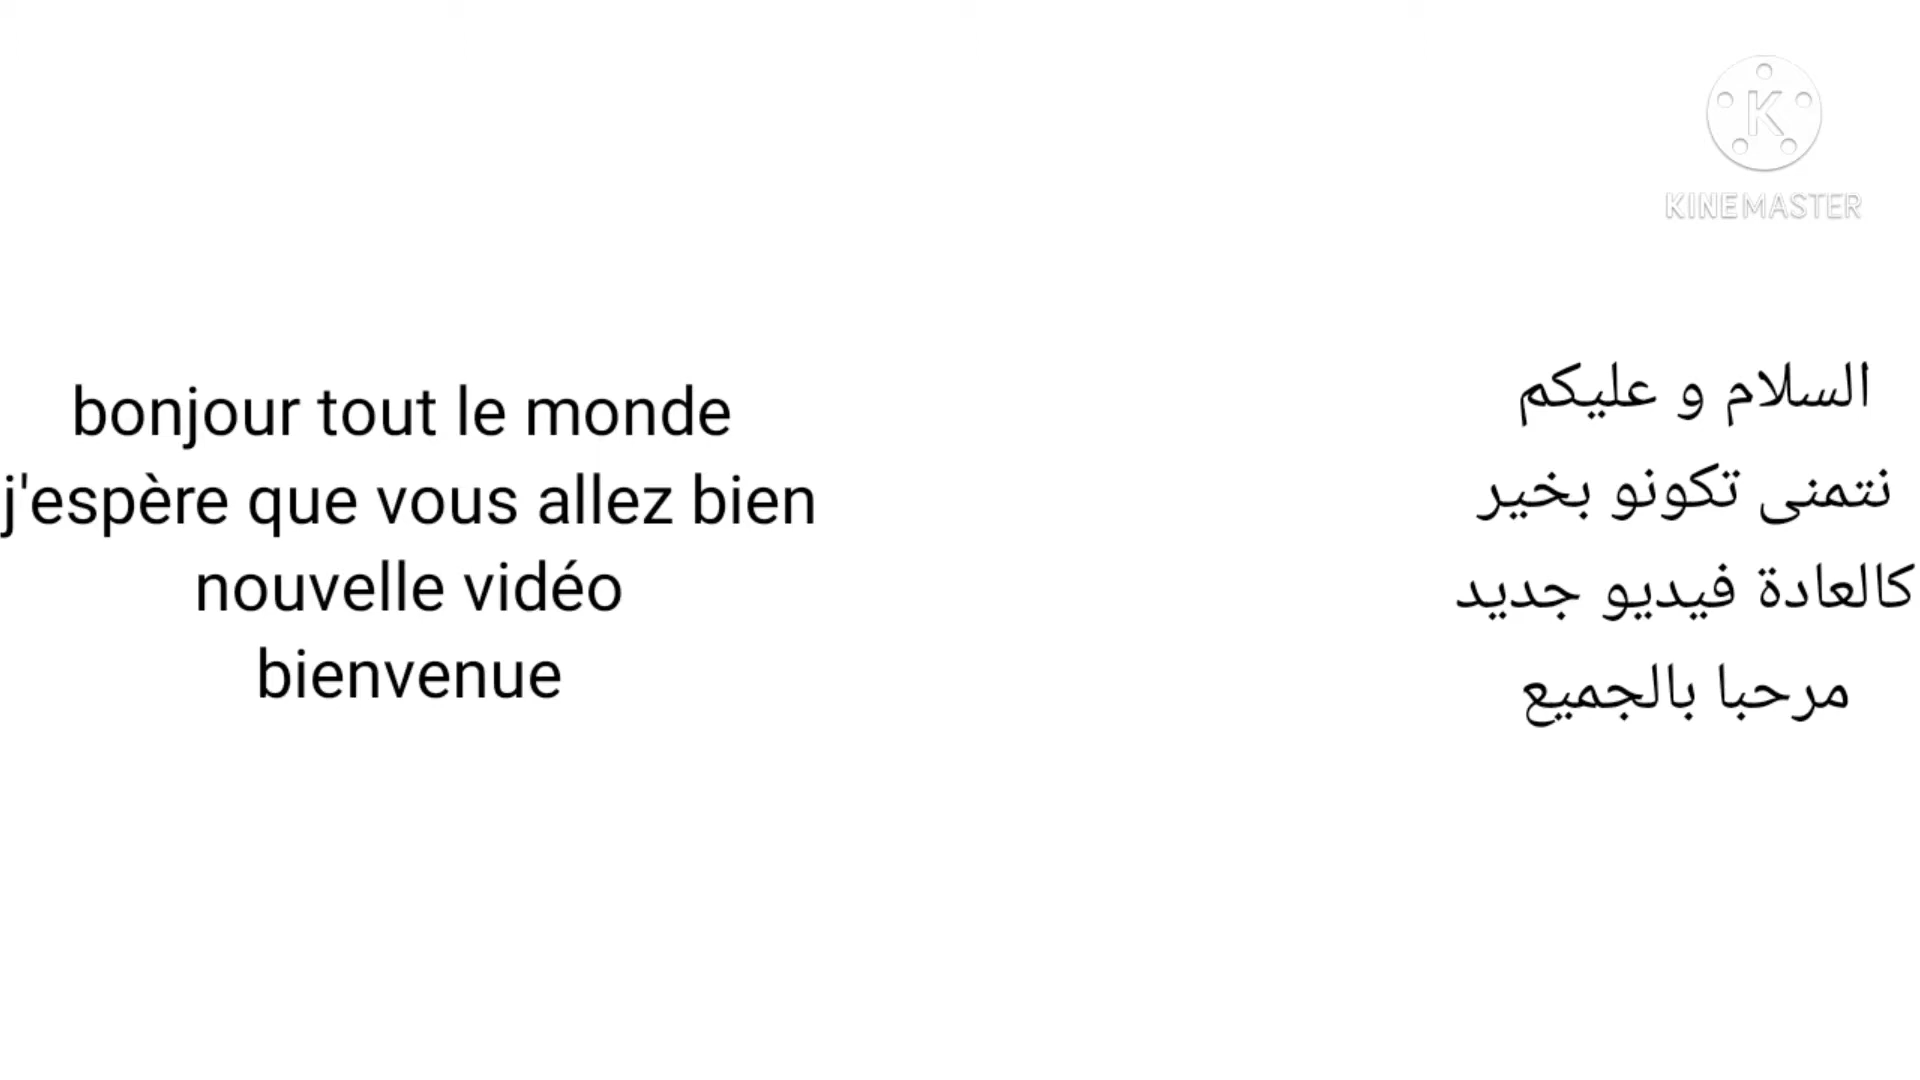 KINEMASTER
bonjour tout le monde
j'espère que vous allez bien
nouvelle vidéo
bienvenue
السلام و عليكم
نتمنى تكونو بخير
كالعادة فيديو جديد
مرحبا بالجميع